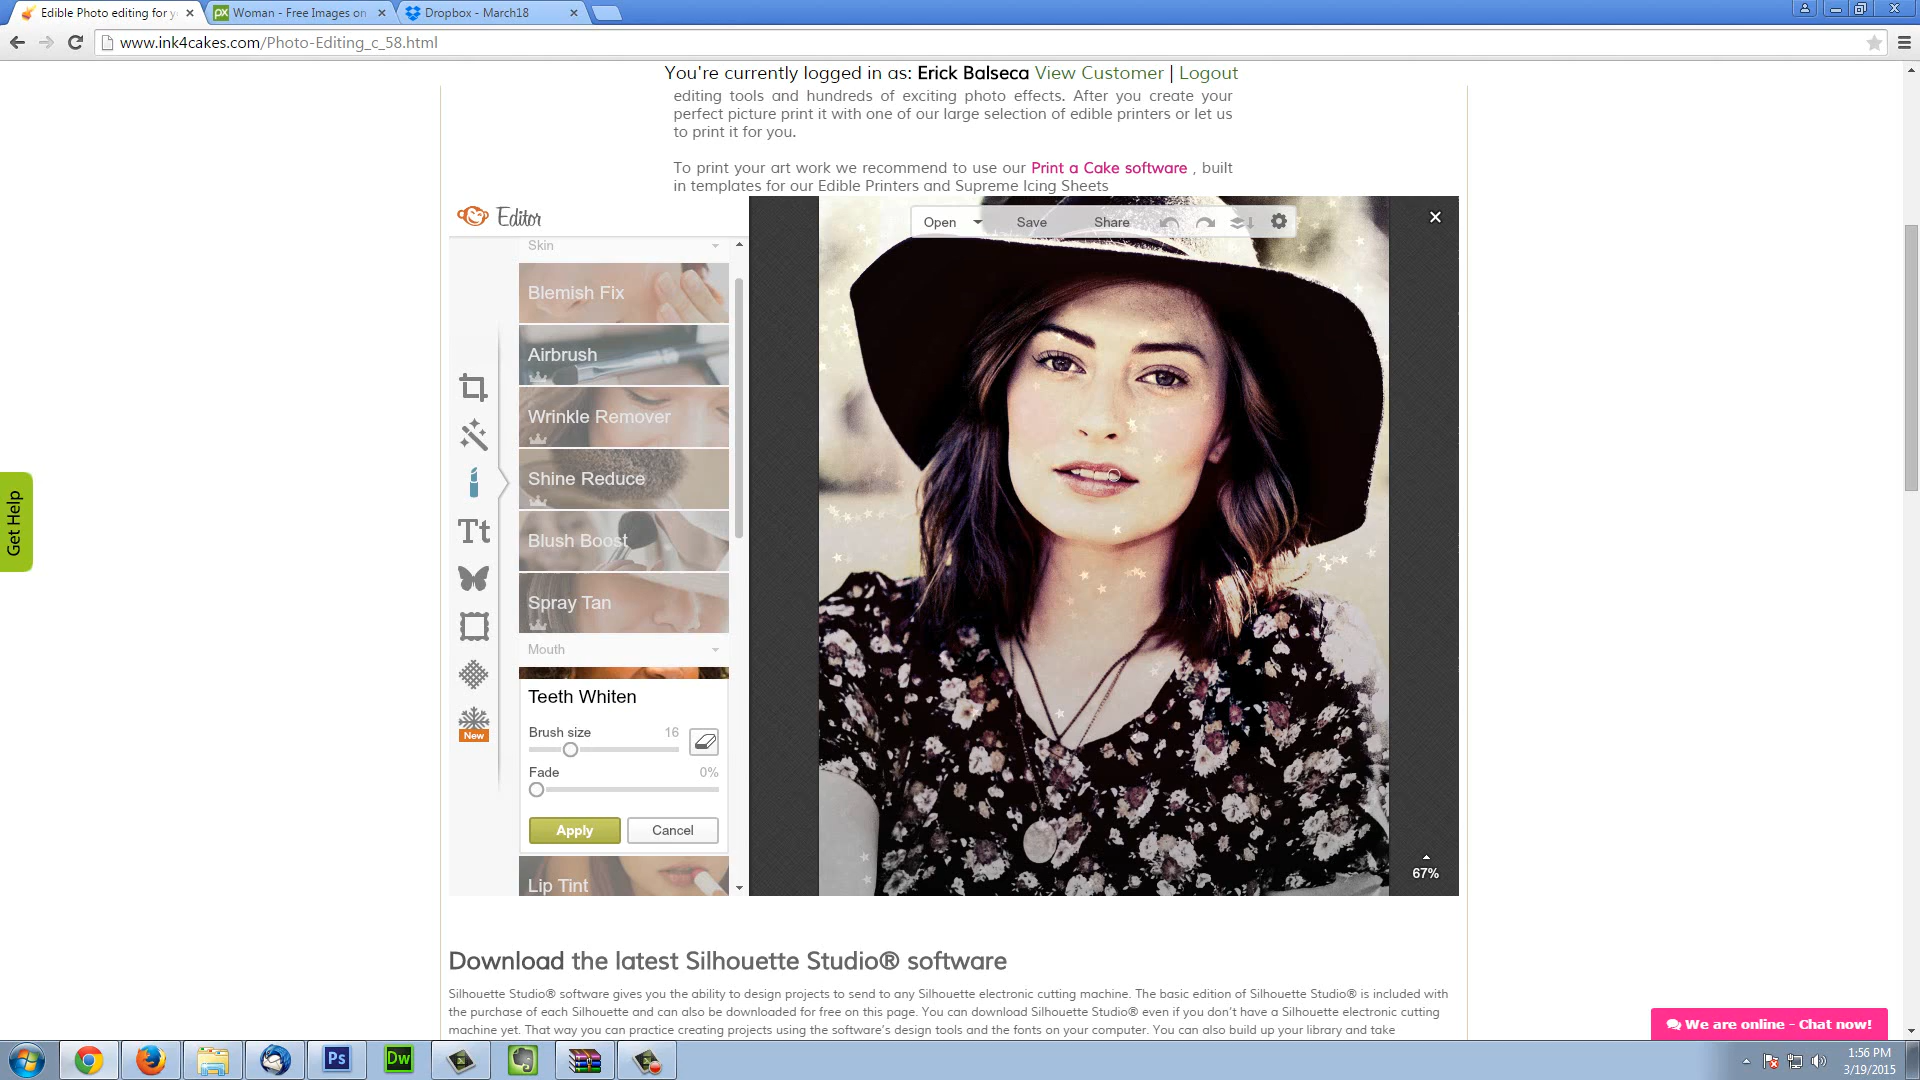 Edible Photo editing for y
Woman - Free Images on
Dropbox - March18
www.ink4cakes.com/Photo-Editing_c_58.html
You're currently logged in as: Erick Balseca View Customer | Logout
editing tools and hundreds of exciting photo effects. After you create your
perfect picture print it with one of our large selection of edible printers or let us
to print it for you.
To print your art work we recommend to use our Print a Cake software , built
in templates for our Edible Printers and Supreme Icing Sheets
Editor
Open
Save
Share
Skin
Blemish Fix
Airbrush
Wrinkle Remover
Shine Reduce
Blush Boost
Spray Tan
Mouth
Teeth Whiten
Brush size 16
Fade 0%
Apply
Cancel
Lip Tint
Tt
New
67%
Get Help
Download the latest Silhouette Studio® software
Silhouette Studio® software gives you the ability to design projects to send to any Silhouette electronic cutting machine. The basic edition of Silhouette Studio® is included with
the purchase of each Silhouette and can also be downloaded for free on this page. You can download Silhouette Studio® even if you don't have a Silhouette electronic cutting
machine yet. That way you can practice creating projects using the software's design tools and the fonts on your computer. You can also build up your library and take
We are online - Chat now!
Ps
Dw
1:56 PM
3/19/2015